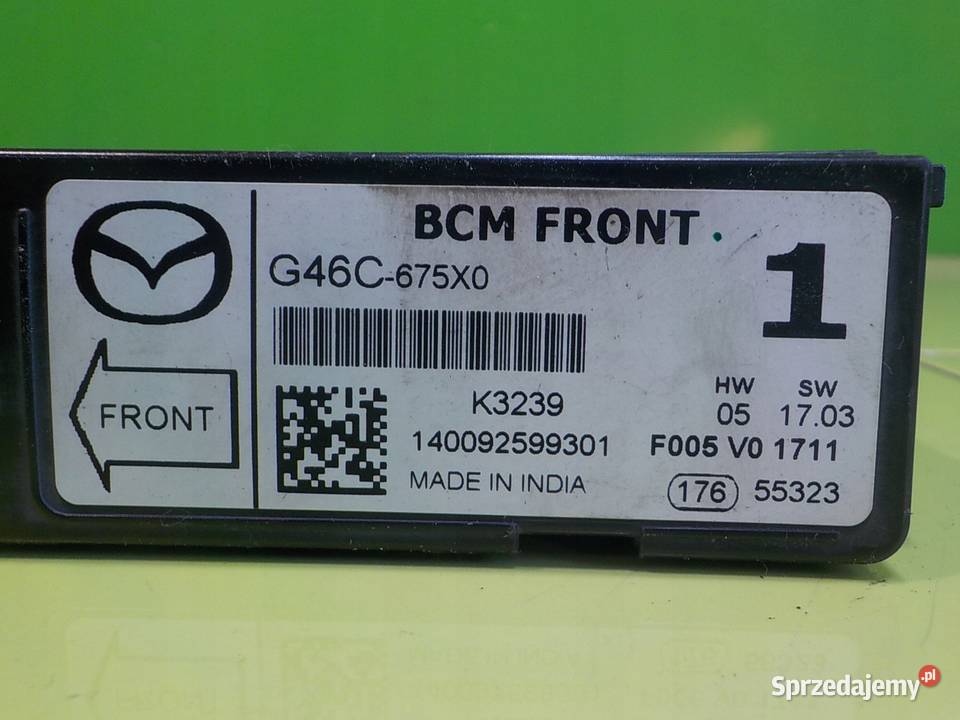 BCM FRONT
G46C-675X0
1
FRONT
K3239
140092599301
MADE IN INDIA
HW SW
05 17.03
F005 V0 1711
176 55323
Sprzedajemy.pl